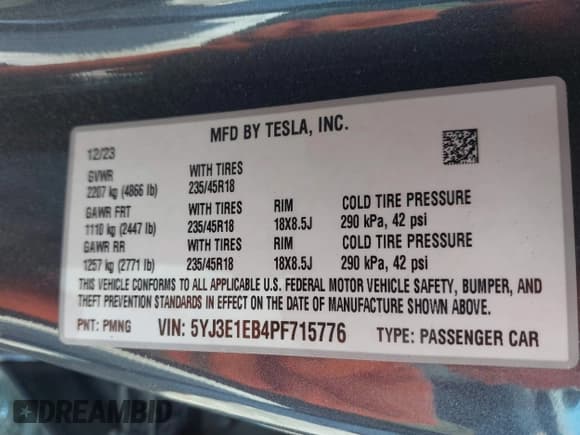 MFD BY TESLA, INC.
12/23
GVWR WITH TIRES
2207 kg (4866 lb) 235/45R18
GAWR FRT WITH TIRES RIM COLD TIRE PRESSURE
1110 kg (2447 lb) 235/45R18 18X8.5J 290 kPa, 42 psi
GAWR RR WITH TIRES RIM COLD TIRE PRESSURE
1257 kg (2771 lb) 235/45R18 18X8.5J 290 kPa, 42 psi
THIS VEHICLE CONFORMS TO ALL APPLICABLE U.S. FEDERAL MOTOR VEHICLE SAFETY, BUMPER, AND
THEFT PREVENTION STANDARDS IN EFFECT ON THE DATE OF MANUFACTURE SHOWN ABOVE.
PNT: PMNG VIN: 5YJ3E1EB4PF715776 TYPE: PASSENGER CAR
DREAMBID